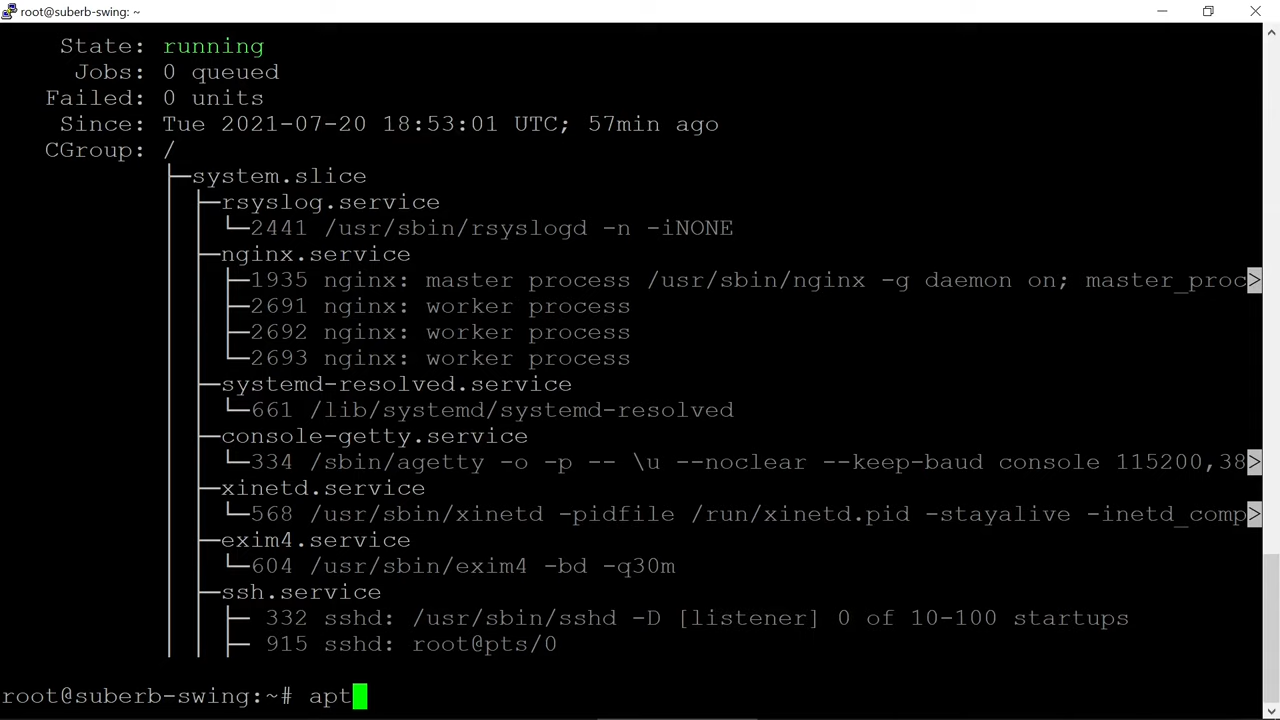 root@suberb-swing: ~
State: running
Jobs: 0 queued
Failed: 0 units
Since: Tue 2021-07-20 18:53:01 UTC; 57min ago
CGroup: /
├─system.slice
├─rsyslog.service
└─2441 /usr/sbin/rsyslogd -n -iNONE
├─nginx.service
├─1935 nginx: master process /usr/sbin/nginx -g daemon on; master_proc>
├─2691 nginx: worker process
├─2692 nginx: worker process
└─2693 nginx: worker process
├─systemd-resolved.service
└─661 /lib/systemd/systemd-resolved
├─console-getty.service
└─334 /sbin/agetty -o -p -- \u --noclear --keep-baud console 115200,38>
├─xinetd.service
└─568 /usr/sbin/xinetd -pidfile /run/xinetd.pid -stayalive -inetd_comp>
├─exim4.service
└─604 /usr/sbin/exim4 -bd -q30m
├─ssh.service
├─ 332 sshd: /usr/sbin/sshd -D [listener] 0 of 10-100 startups
├─ 915 sshd: root@pts/0
root@suberb-swing:~# apt